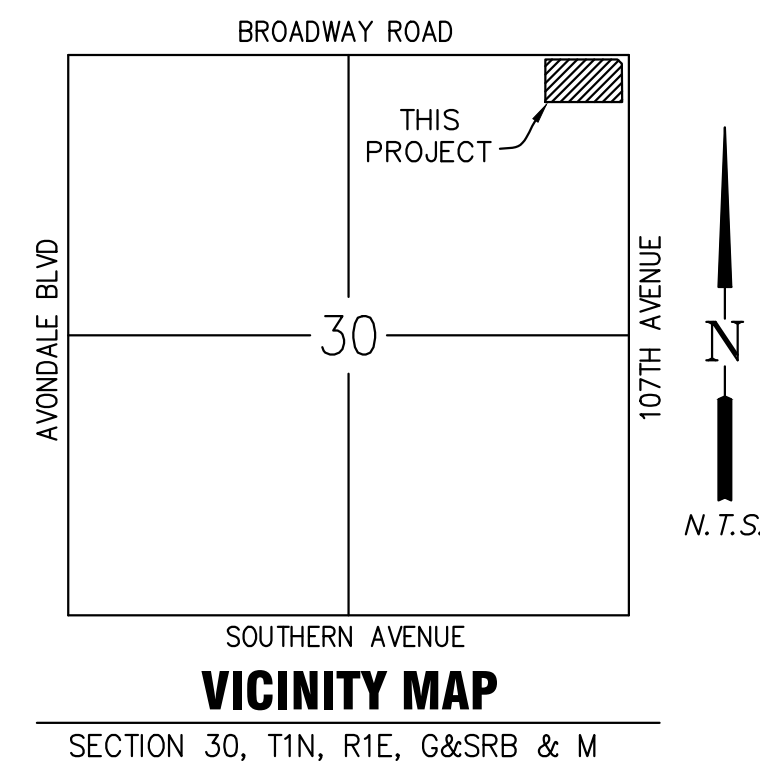 BROADWAY ROAD
THIS
PROJECT
AVONDALE BLVD
30
107TH AVENUE
N
N.T.S.
SOUTHERN AVENUE
VICINITY MAP
SECTION 30, T1N, R1E, G&SRB & M